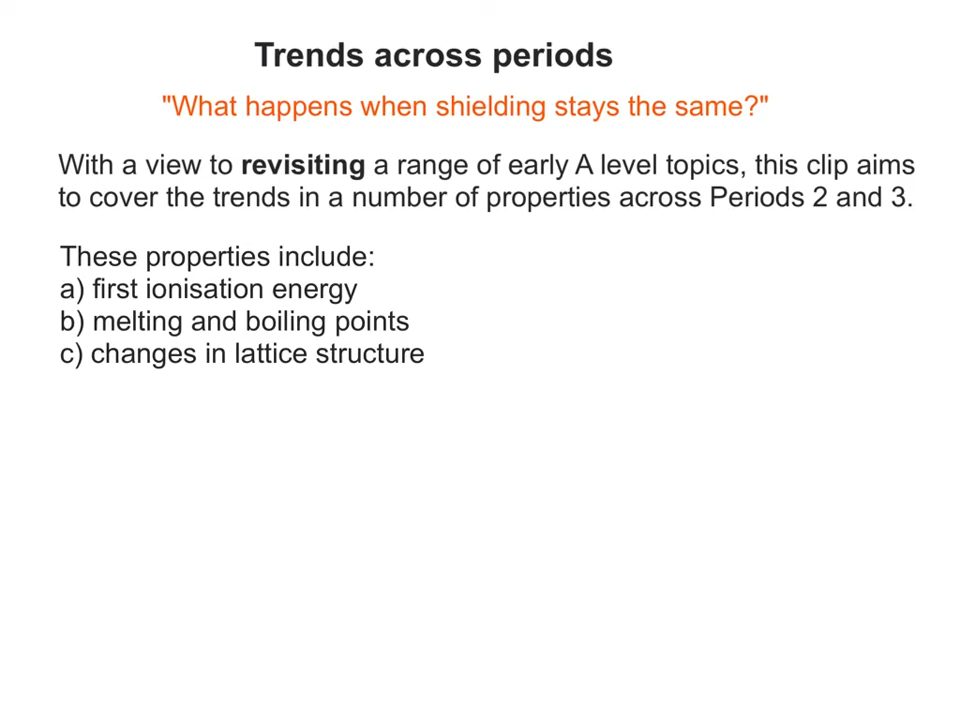 Trends across periods
"What happens when shielding stays the same?"
With a view to revisiting a range of early A level topics, this clip aims
to cover the trends in a number of properties across Periods 2 and 3.
These properties include:
a) first ionisation energy
b) melting and boiling points
c) changes in lattice structure